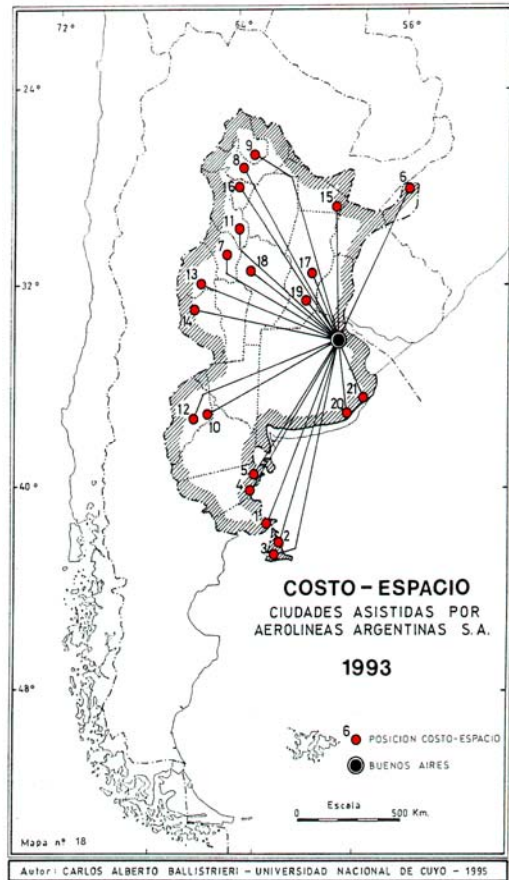 72° 64° 56°
24°
9
8
6
16
15
11
7
18
17
13
32°
19
14
21
12
10
20
5
40°
4
1
2
3
COSTO-ESPACIO
CIUDADES ASISTIDAS POR
AEROLINEAS ARGENTINAS S.A.
1993
48°
6
POSICION COSTO-ESPACIO
BUENOS AIRES
Escala
0 500 Km.
Mapa nº 18
Autor: CARLOS ALBERTO BALLISTRIERI - UNIVERSIDAD NACIONAL DE CUYO - 1995